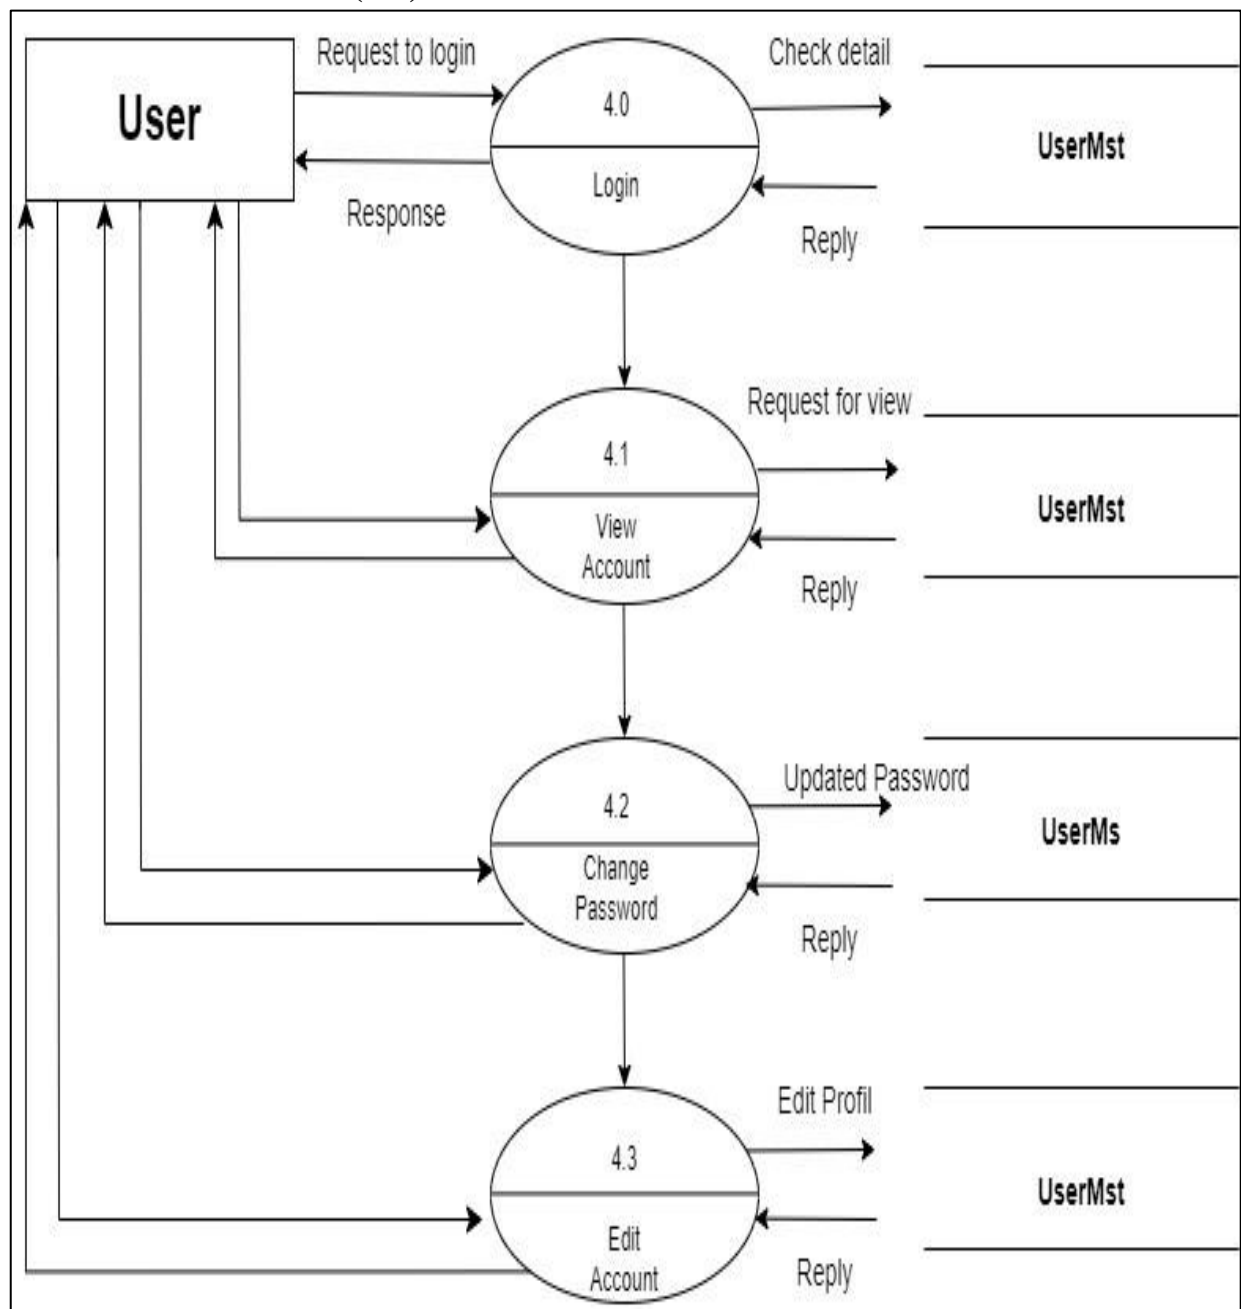 Request to login
Check detail
User
4.0
UserMst
Login
Response
Reply
Request for view
4.1
UserMst
View
Account
Reply
Updated Password
4.2
UserMs
Change
Password
Reply
Edit Profil
4.3
UserMst
Edit
Account
Reply